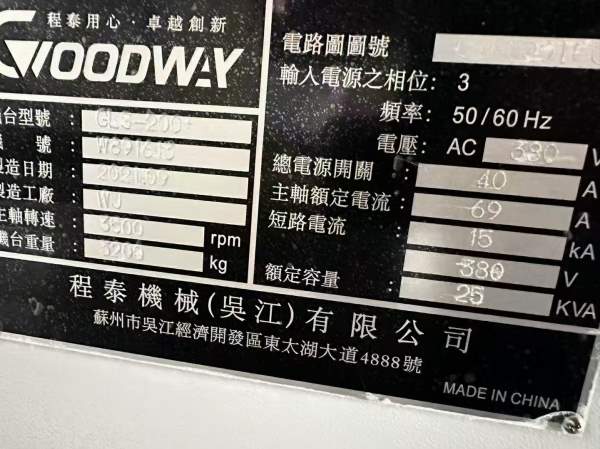 程泰用心·卓越創新
GOODWAY
台型號：GLS-200
號：
製造日期：2021.09
製造工廠：WJ
主軸轉速：3500 rpm
機台重量：3200 kg
電路圖圖號
輸入電源之相位：3
頻率：50/60 Hz
電壓：AC 380 V
總電源開關：40 A
主軸額定電流：69 A
短路電流：15 kA
380 V
額定容量：25 KVA
程泰機械(吳江)有限公司
蘇州市吳江經濟開發區東太湖大道4888號
MADE IN CHINA